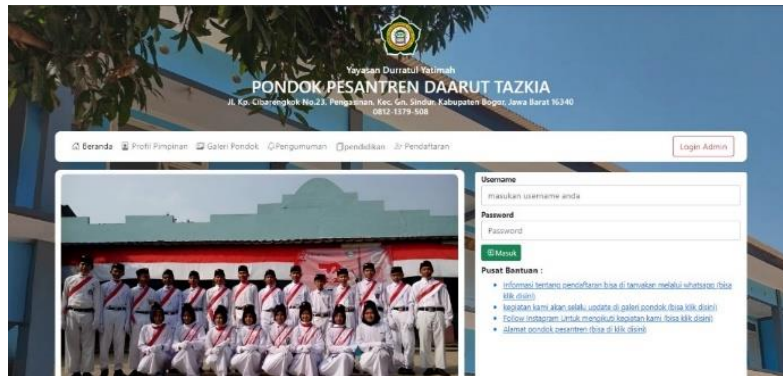 Yayasan Durratul Yatimah
PONDOK PESANTREN DAARUT TAZKIA
Jl. Kp. Cibarengkok No.23, Pengasinan, Kec. Gn. Sindur, Kabupaten Bogor, Jawa Barat 16340
0812-1379-508
Beranda Profil Pimpinan Galeri Pondok Pengumuman pendidikan Pendaftaran Login Admin
Username
masukan username anda
Password
Password
Masuk
Pusat Bantuan :
Informasi tentang pendaftaran bisa di tanyakan melalui whatsapp (bisa
klik disini)
kegiatan kami akan selalu update di galeri pondok (bisa klik disini)
Follow Instagram Untuk mengikuti kegiatan kami (bisa klik disini)
Alamat pondok pesantren (bisa di klik disini)